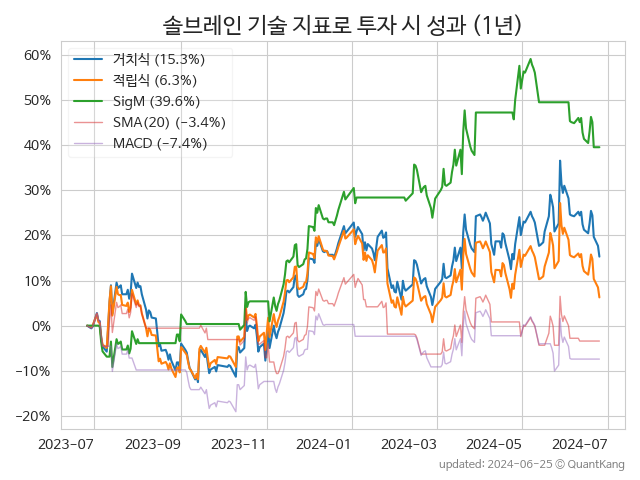 솔브레인 기술 지표로 투자 시 성과 (1년)
60%
50%
40%
30%
20%
10%
0%
−10%
−20%
거치식 (15.3%)
적립식 (6.3%)
SigM (39.6%)
SMA(20) (−3.4%)
MACD (−7.4%)
2023-07 2023-09 2023-11 2024-01 2024-03 2024-05 2024-07
updated: 2024-06-25 © QuantKang